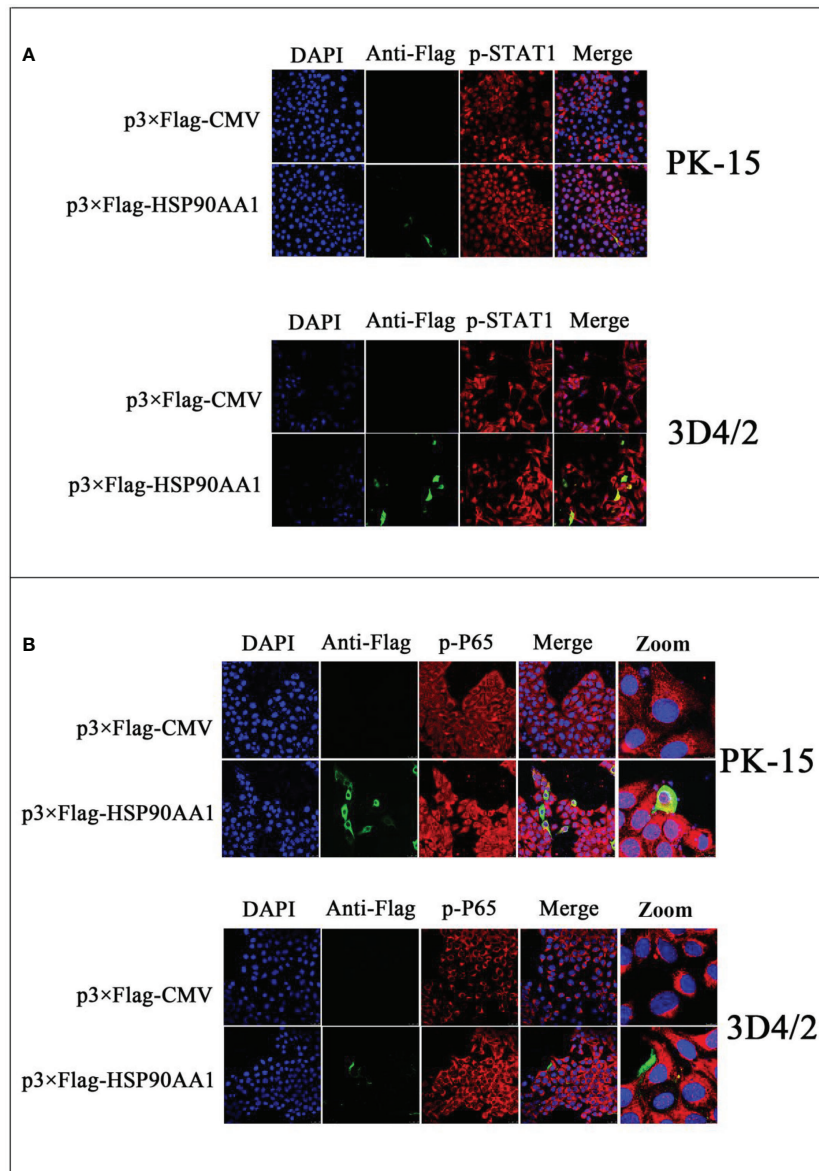 A
DAPI Anti-Flag p-STAT1 Merge
p3×Flag-CMV
PK-15
p3×Flag-HSP90AA1
DAPI Anti-Flag p-STAT1 Merge
p3×Flag-CMV
3D4/2
p3×Flag-HSP90AA1
B
DAPI Anti-Flag p-P65 Merge Zoom
p3×Flag-CMV
PK-15
p3×Flag-HSP90AA1
DAPI Anti-Flag p-P65 Merge Zoom
p3×Flag-CMV
3D4/2
p3×Flag-HSP90AA1